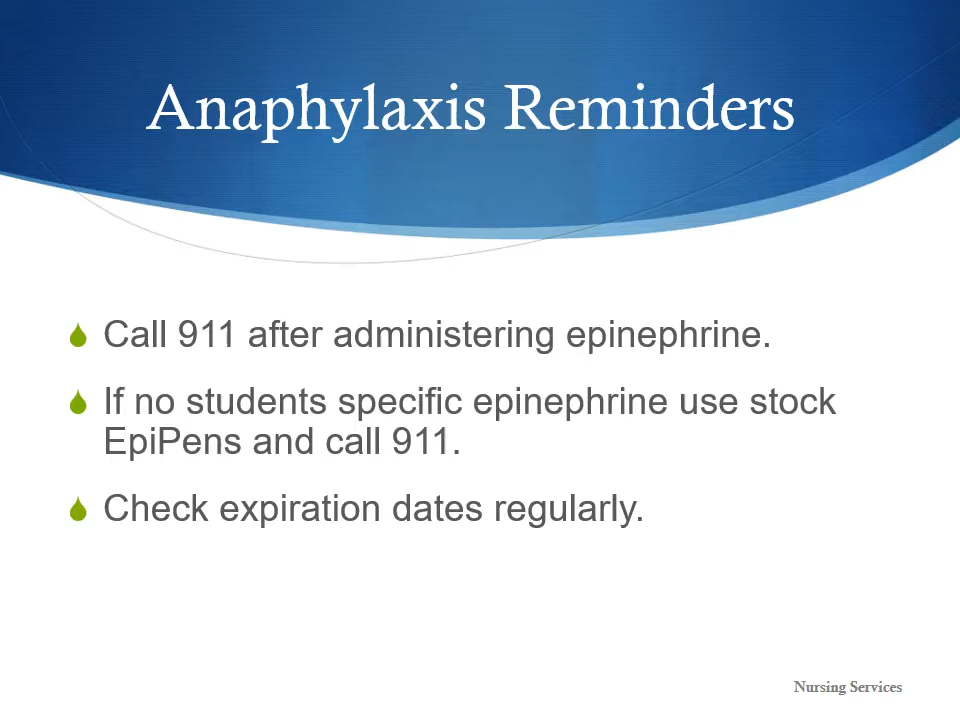 Anaphylaxis Reminders
Call 911 after administering epinephrine.
If no students specific epinephrine use stock
EpiPens and call 911.
Check expiration dates regularly.
Nursing Services